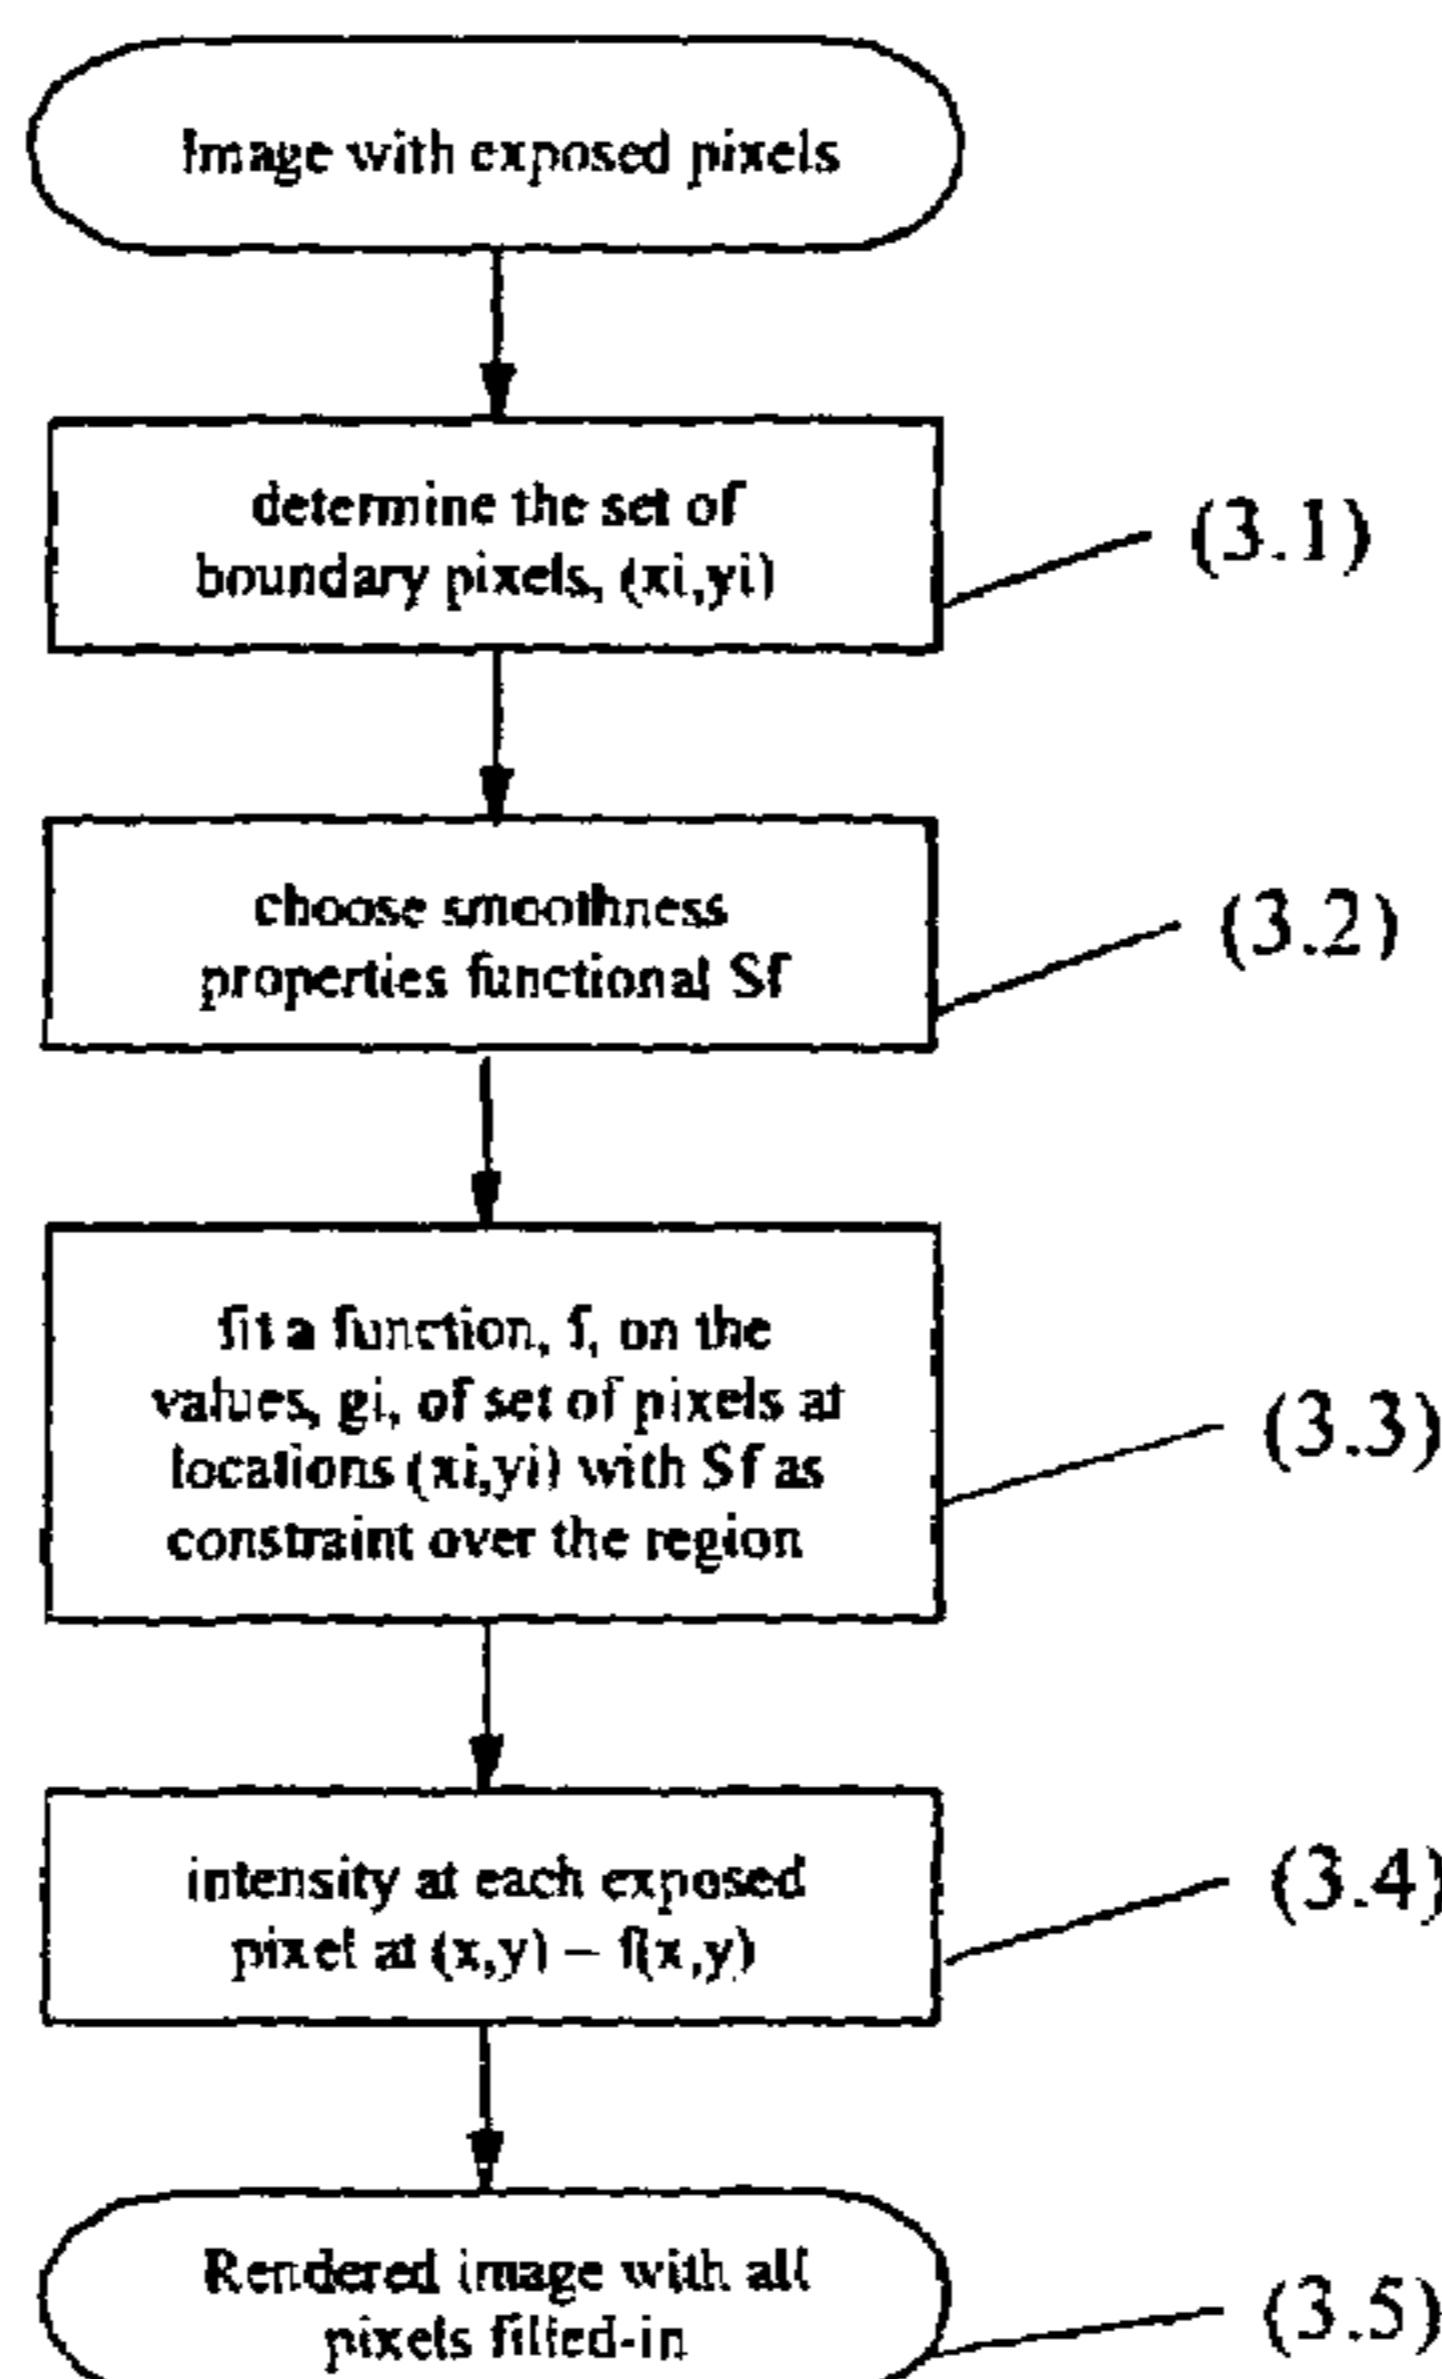 Image with exposed pixels
determine the set of
boundary pixels, (xi,yi)
(3.1)
choose smoothness
properties functional Sf
(3.2)
fit a function, f, on the
values, gi, of set of pixels at
locations (xi,yi) with Sf as
constraint over the region
(3.3)
intensity at each exposed
pixel at (x,y) – f(x,y)
(3.4)
Rendered image with all
pixels filled-in
(3.5)